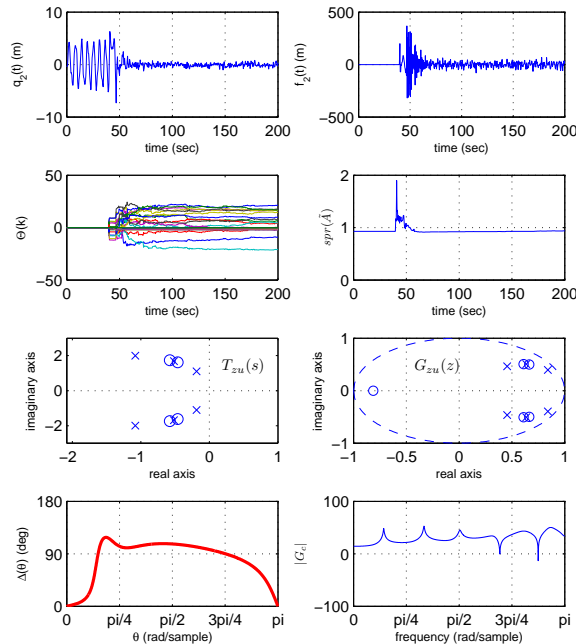 q₂(t) (m)
10
0
−10
0 50 100 150 200
time (sec)
f₂(t) (m)
500
0
−500
0 50 100 150 200
time (sec)
Θ(k)
50
0
−50
0 50 100 150 200
time (sec)
spr(Ã)
2
1
0
0 50 100 150 200
time (sec)
imaginary axis
2
0
−2
T_{zu}(s)
−2 −1 0 1
real axis
imaginary axis
1
0.5
0
−0.5
−1
G_{zu}(z)
−1 −0.5 0 0.5 1
real axis
Δ(θ) (deg)
180
90
0
0 pi/4 pi/2 3pi/4 pi
θ (rad/sample)
|G_c|
100
0
−100
0 pi/4 pi/2 3pi/4 pi
frequency (rad/sample)